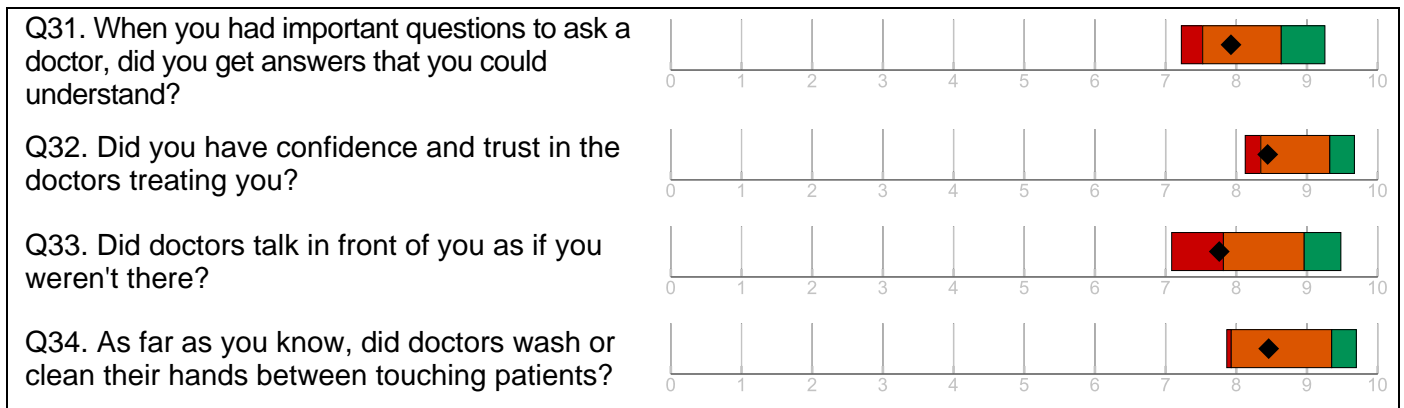 Q31. When you had important questions to ask a
doctor, did you get answers that you could
understand?
0 1 2 3 4 5 6 7 8 9 10
Q32. Did you have confidence and trust in the
doctors treating you?
0 1 2 3 4 5 6 7 8 9 10
Q33. Did doctors talk in front of you as if you
weren't there?
0 1 2 3 4 5 6 7 8 9 10
Q34. As far as you know, did doctors wash or
clean their hands between touching patients?
0 1 2 3 4 5 6 7 8 9 10